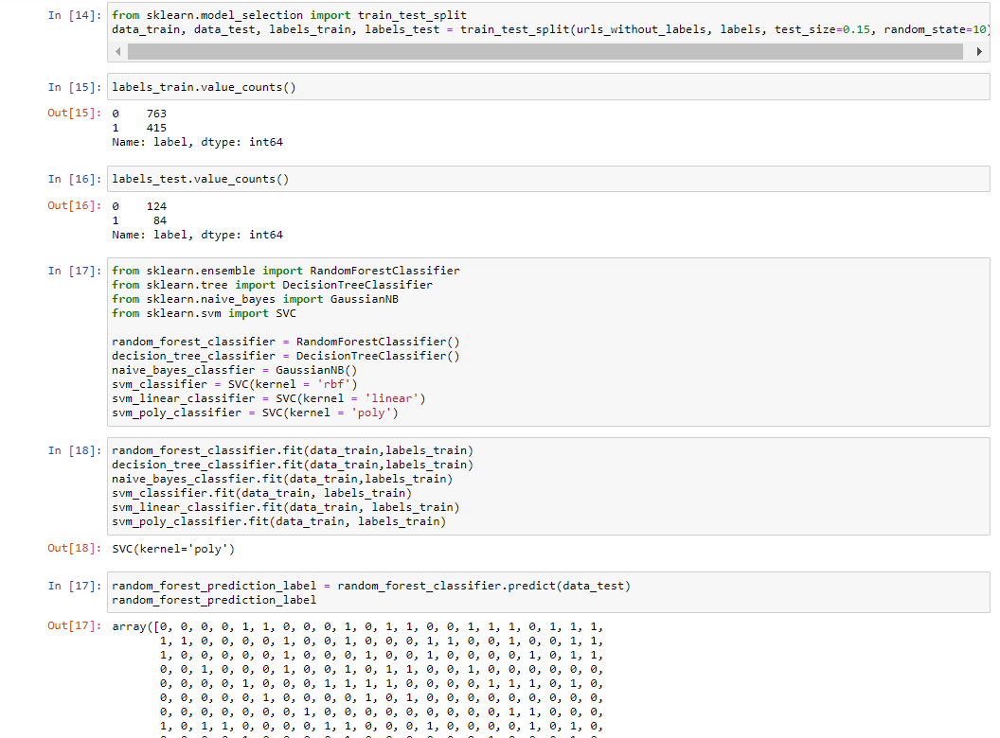 In [14]: from sklearn.model_selection import train_test_split
data_train, data_test, labels_train, labels_test = train_test_split(urls_without_labels, labels, test_size=0.15, random_state=10)
In [15]: labels_train.value_counts()
Out[15]: 0    763
1    415
Name: label, dtype: int64
In [16]: labels_test.value_counts()
Out[16]: 0    124
1     84
Name: label, dtype: int64
In [17]: from sklearn.ensemble import RandomForestClassifier
from sklearn.tree import DecisionTreeClassifier
from sklearn.naive_bayes import GaussianNB
from sklearn.svm import SVC
random_forest_classifier = RandomForestClassifier()
decision_tree_classifier = DecisionTreeClassifier()
naive_bayes_classfier = GaussianNB()
svm_classifier = SVC(kernel = 'rbf')
svm_linear_classifier = SVC(kernel = 'linear')
svm_poly_classifier = SVC(kernel = 'poly')
In [18]: random_forest_classifier.fit(data_train,labels_train)
decision_tree_classifier.fit(data_train,labels_train)
naive_bayes_classfier.fit(data_train,labels_train)
svm_classifier.fit(data_train, labels_train)
svm_linear_classifier.fit(data_train, labels_train)
svm_poly_classifier.fit(data_train, labels_train)
Out[18]: SVC(kernel='poly')
In [17]: random_forest_prediction_label = random_forest_classifier.predict(data_test)
random_forest_prediction_label
Out[17]: array([0, 0, 0, 0, 1, 1, 0, 0, 0, 1, 0, 1, 1, 0, 0, 1, 1, 1, 0, 1, 1, 1,
1, 1, 0, 0, 0, 0, 1, 0, 0, 1, 0, 0, 0, 1, 1, 0, 0, 1, 0, 0, 1, 1,
1, 0, 0, 0, 0, 0, 1, 0, 0, 0, 1, 0, 0, 1, 0, 0, 0, 0, 1, 0, 1, 1,
0, 0, 1, 0, 0, 0, 1, 0, 0, 1, 0, 1, 1, 0, 0, 1, 0, 0, 0, 0, 0, 0,
0, 0, 0, 0, 1, 0, 0, 0, 1, 1, 1, 1, 0, 0, 0, 0, 1, 1, 1, 0, 1, 0,
0, 0, 0, 0, 0, 1, 0, 0, 0, 0, 1, 0, 1, 0, 0, 0, 0, 0, 0, 0, 0, 0,
0, 0, 0, 0, 0, 0, 0, 1, 0, 0, 0, 0, 0, 0, 0, 0, 0, 1, 1, 0, 0, 0,
1, 0, 1, 1, 0, 0, 0, 0, 1, 1, 0, 0, 0, 1, 0, 0, 0, 0, 1, 0, 1, 0,